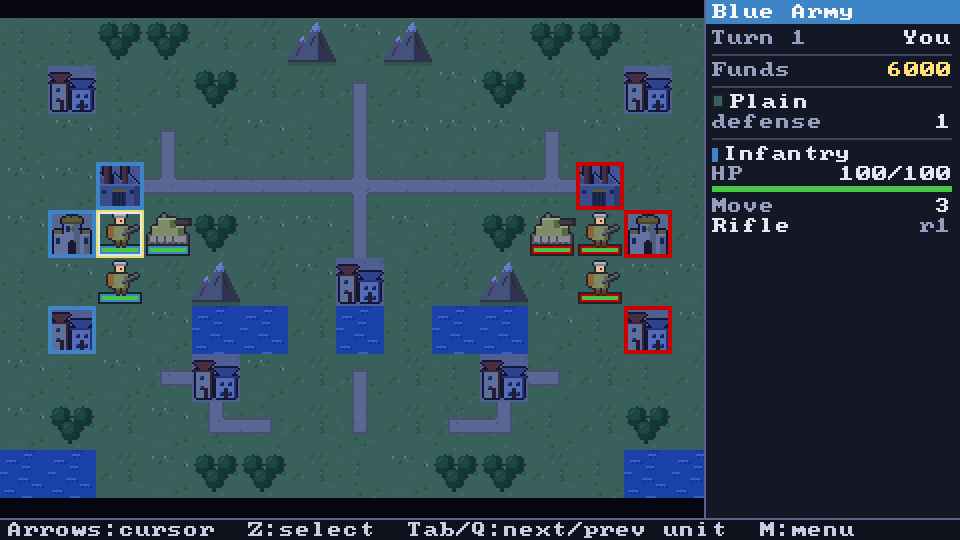 Blue Army
Turn 1 You
Funds 6000
Plain
defense 1
Infantry
HP 100/100
Move 3
Rifle r1
Arrows:cursor Z:select Tab/Q:next/prev unit M:menu